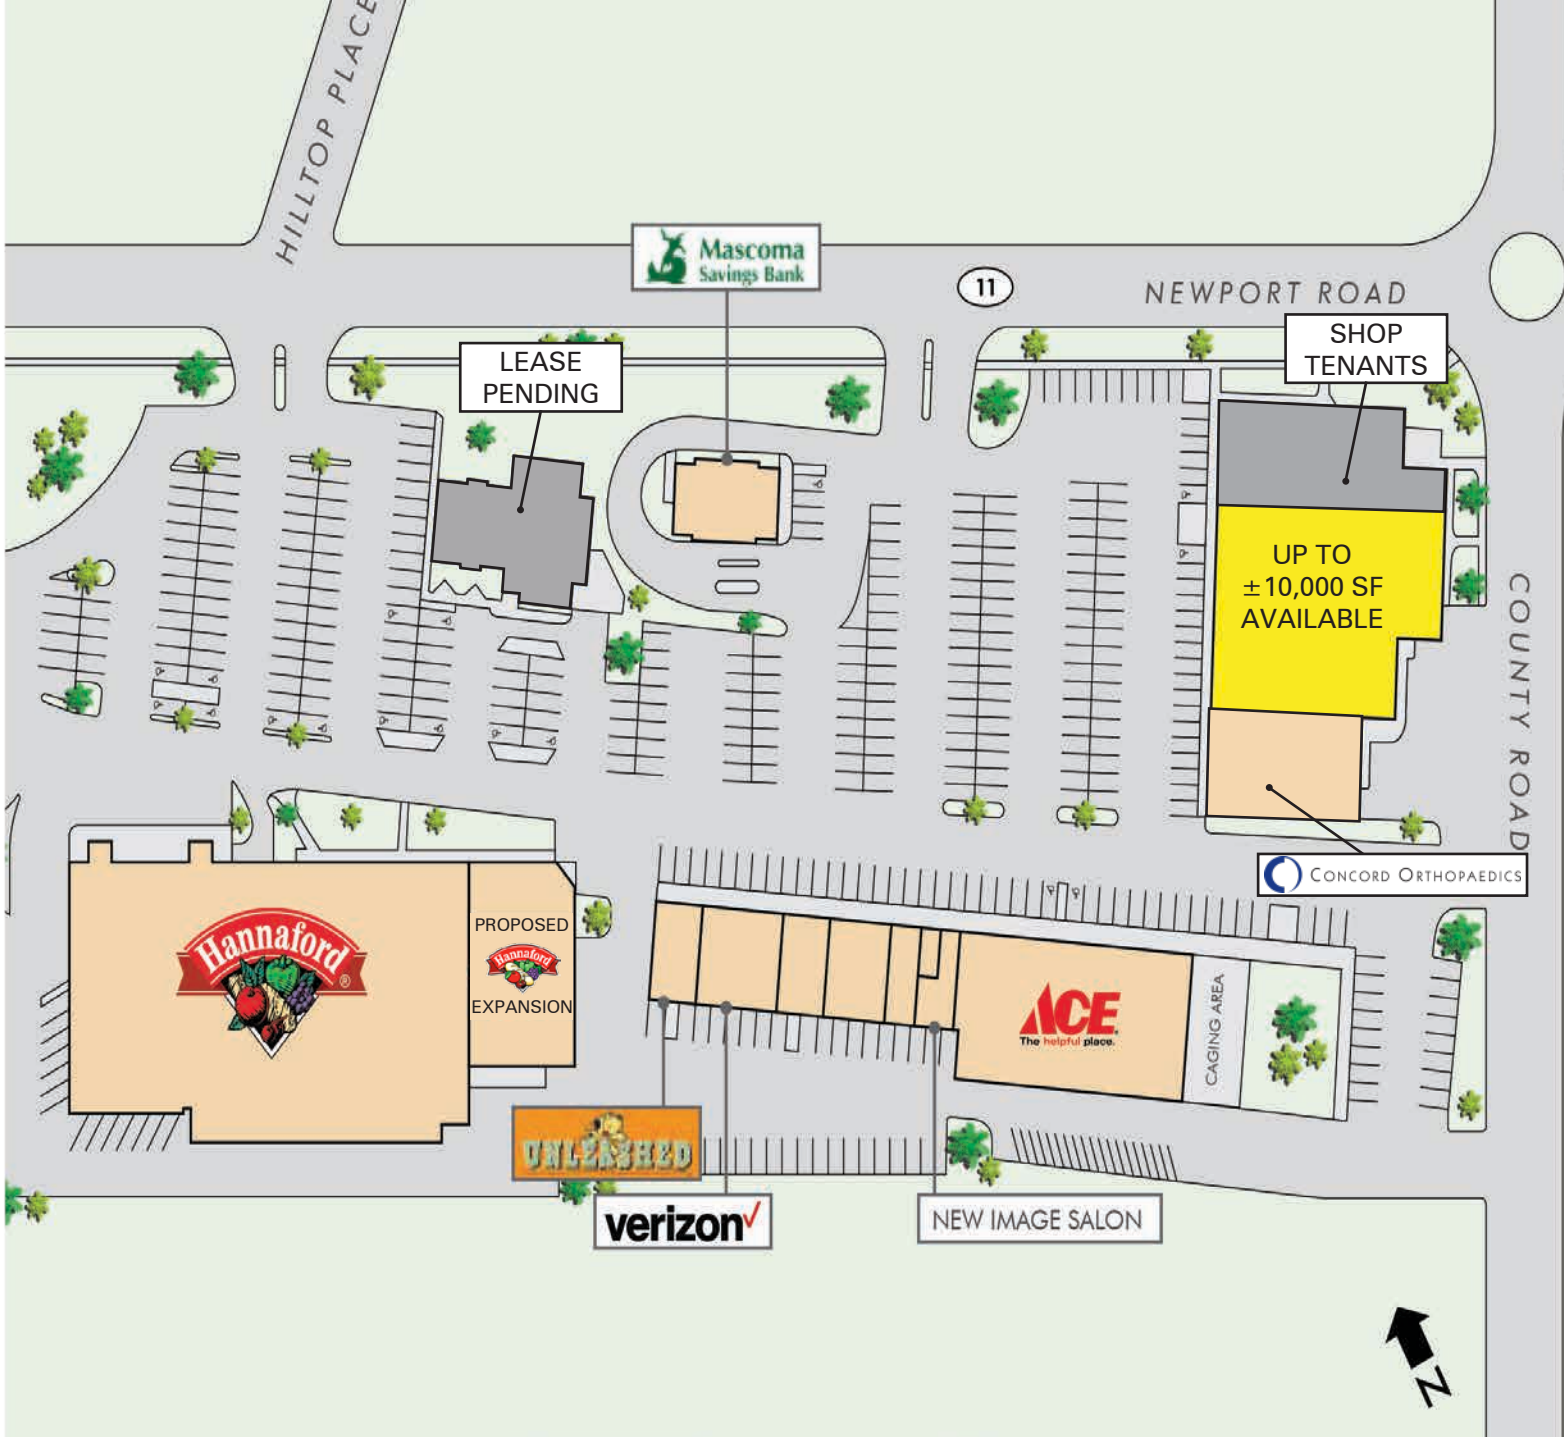 HILLTOP PLACE
Mascoma
Savings Bank
11
NEWPORT ROAD
SHOP
TENANTS
LEASE
PENDING
UP TO
±10,000 SF
AVAILABLE
COUNTY ROAD
CONCORD ORTHOPAEDICS
Hannaford
®
PROPOSED
Hannaford
EXPANSION
ACE
The helpful place.
CAGING AREA
UNLEASHED
verizon✓
NEW IMAGE SALON
N